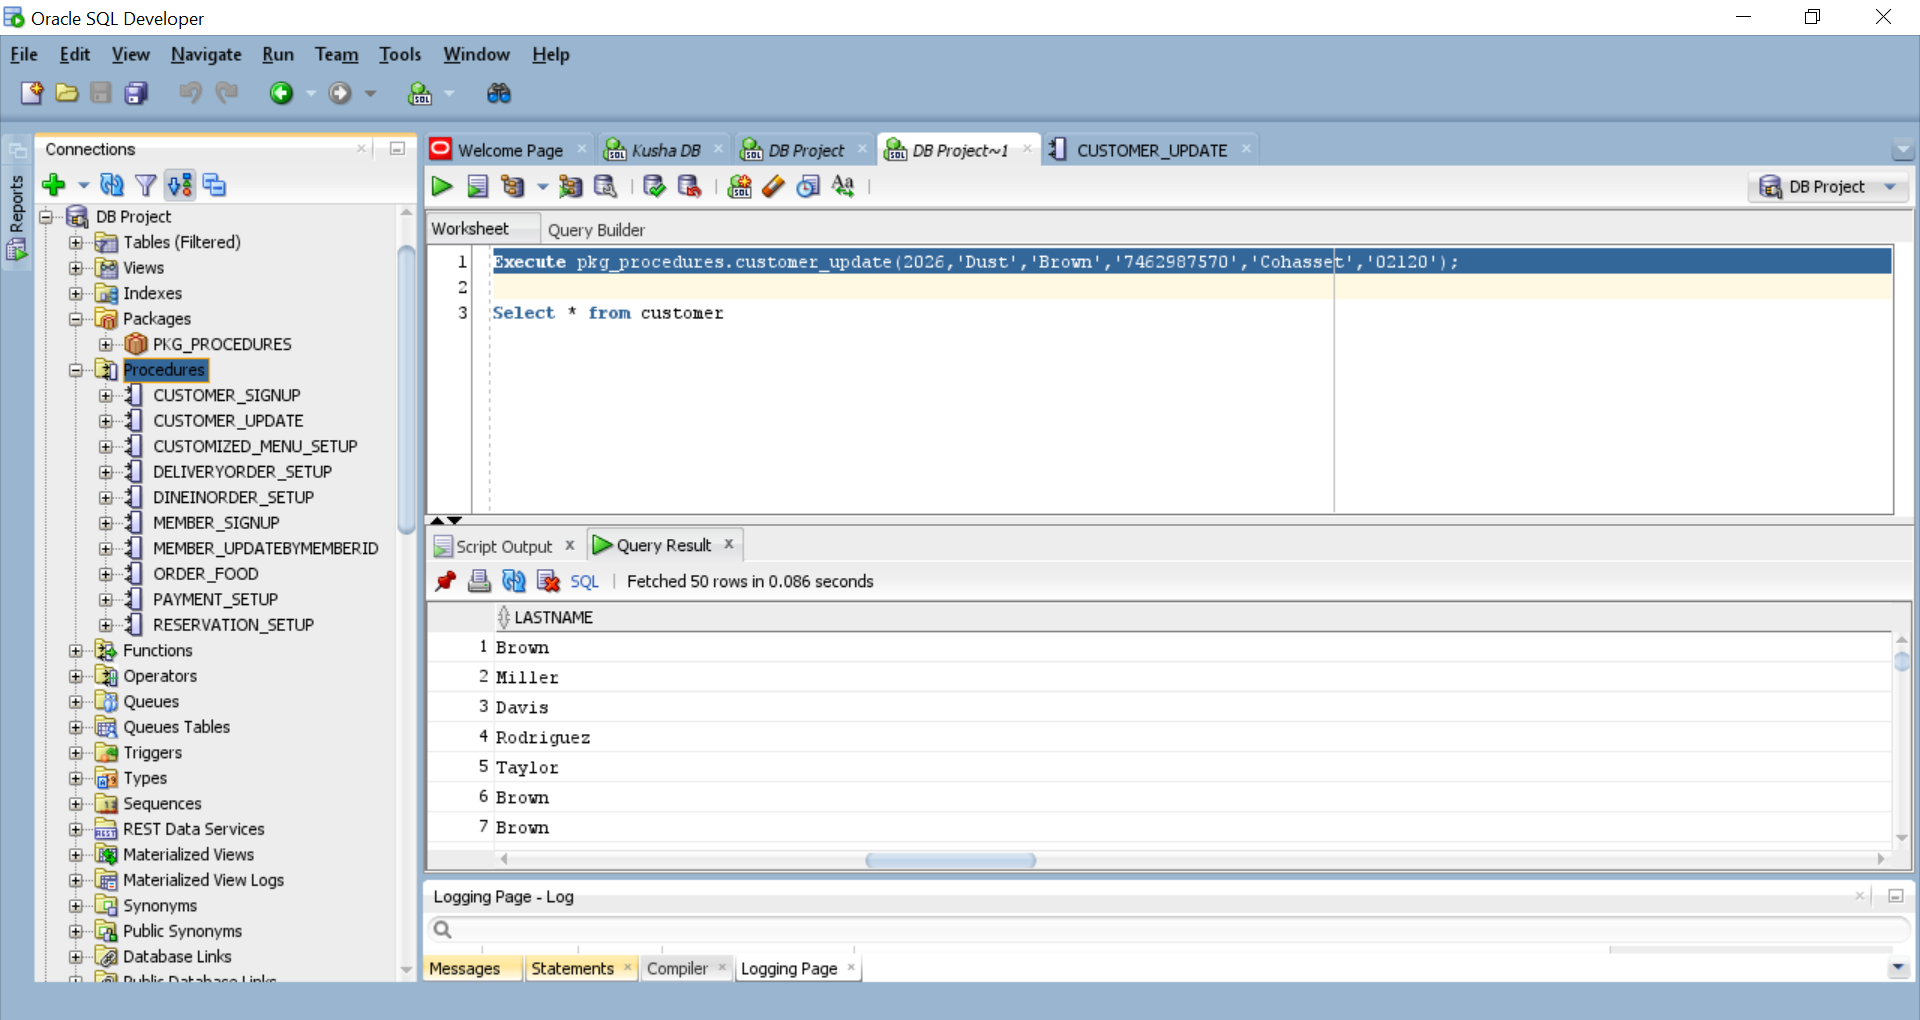 Oracle SQL Developer
File Edit View Navigate Run Team Tools Window Help
Reports
Connections
DB Project
Tables (Filtered)
Views
Indexes
Packages
PKG_PROCEDURES
Procedures
CUSTOMER_SIGNUP
CUSTOMER_UPDATE
CUSTOMIZED_MENU_SETUP
DELIVERYORDER_SETUP
DINEINORDER_SETUP
MEMBER_SIGNUP
MEMBER_UPDATEBYMEMBERID
ORDER_FOOD
PAYMENT_SETUP
RESERVATION_SETUP
Functions
Operators
Queues
Queues Tables
Triggers
Types
Sequences
REST Data Services
Materialized Views
Materialized View Logs
Synonyms
Public Synonyms
Database Links
Public Database Links
Welcome Page Kusha DB DB Project DB Project~1 CUSTOMER_UPDATE
DB Project
Worksheet Query Builder
1 Execute pkg_procedures.customer_update(2026,'Dust','Brown','7462987570','Cohasset','02120');
2
3 Select * from customer
Script Output Query Result
SQL Fetched 50 rows in 0.086 seconds
LASTNAME
1 Brown
2 Miller
3 Davis
4 Rodriguez
5 Taylor
6 Brown
7 Brown
Logging Page - Log
Messages Statements Compiler Logging Page